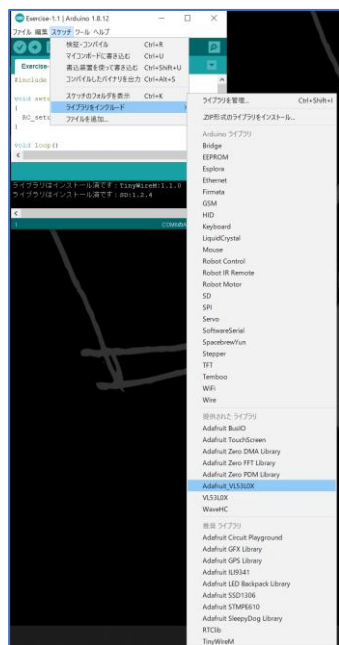 Exercise-1.1 | Arduino 1.8.12
ファイル 編集 スケッチ ツール ヘルプ
検証・コンパイル Ctrl+R
マイコンボードに書き込む Ctrl+U
書込装置を使って書き込む Ctrl+Shift+U
コンパイルしたバイナリを出力 Ctrl+Alt+S
スケッチのフォルダを表示 Ctrl+K
ライブラリをインクルード
ファイルを追加...
Exercise-
#include
void setu
{
RC_setu
}
void loop()
ライブラリはインストール済です:TinyWireM:1.1.0
ライブラリはインストール済です:SD:1.2.4
1
ライブラリを管理... Ctrl+Shift+I
.ZIP形式のライブラリをインストール...
Arduino ライブラリ
Bridge
EEPROM
Esplora
Ethernet
Firmata
GSM
HID
Keyboard
LiquidCrystal
Mouse
Robot Control
Robot IR Remote
Robot Motor
SD
SPI
Servo
SoftwareSerial
SpacebrewYun
Stepper
TFT
Temboo
WiFi
Wire
提供された ライブラリ
Adafruit BusIO
Adafruit TouchScreen
Adafruit Zero DMA Library
Adafruit Zero FFT Library
Adafruit Zero PDM Library
Adafruit_VL53L0X
VL53L0X
WaveHC
推奨 ライブラリ
Adafruit Circuit Playground
Adafruit GFX Library
Adafruit GPS Library
Adafruit ILI9341
Adafruit LED Backpack Library
Adafruit SSD1306
Adafruit STMPE610
Adafruit SleepyDog Library
RTClib
TinyWireM